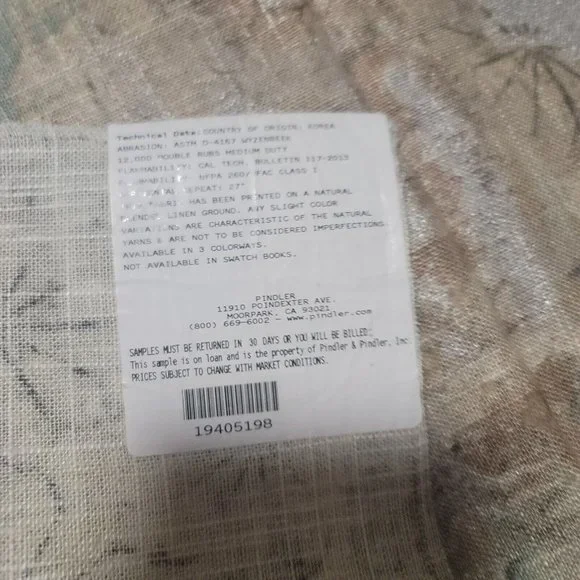 Technical Data: COUNTRY OF ORIGIN: KOREA
ABRASION: ASTM D-4157 WYZENBEEK
12,000 DOUBLE RUBS MEDIUM DUTY
FLAMMABILITY: CAL TECH. BULLETIN 117-2013
NFPA 260/ FAC CLASS I
REPEAT: 27"
HAS BEEN PRINTED ON A NATURAL
LINEN GROUND. ANY SLIGHT COLOR
VARIATIONS ARE CHARACTERISTIC OF THE NATURAL
YARNS & ARE NOT TO BE CONSIDERED IMPERFECTIONS
AVAILABLE IN 3 COLORWAYS.
NOT AVAILABLE IN SWATCH BOOKS.
PINDLER
11910 POINDEXTER AVE.
MOORPARK, CA 93021
(800) 669-6002 - www.pindler.com
SAMPLES MUST BE RETURNED IN 30 DAYS OR YOU WILL BE BILLED.
This sample is on loan and is the property of Pindler & Pindler, Inc.
PRICES SUBJECT TO CHANGE WITH MARKET CONDITIONS.
19405198